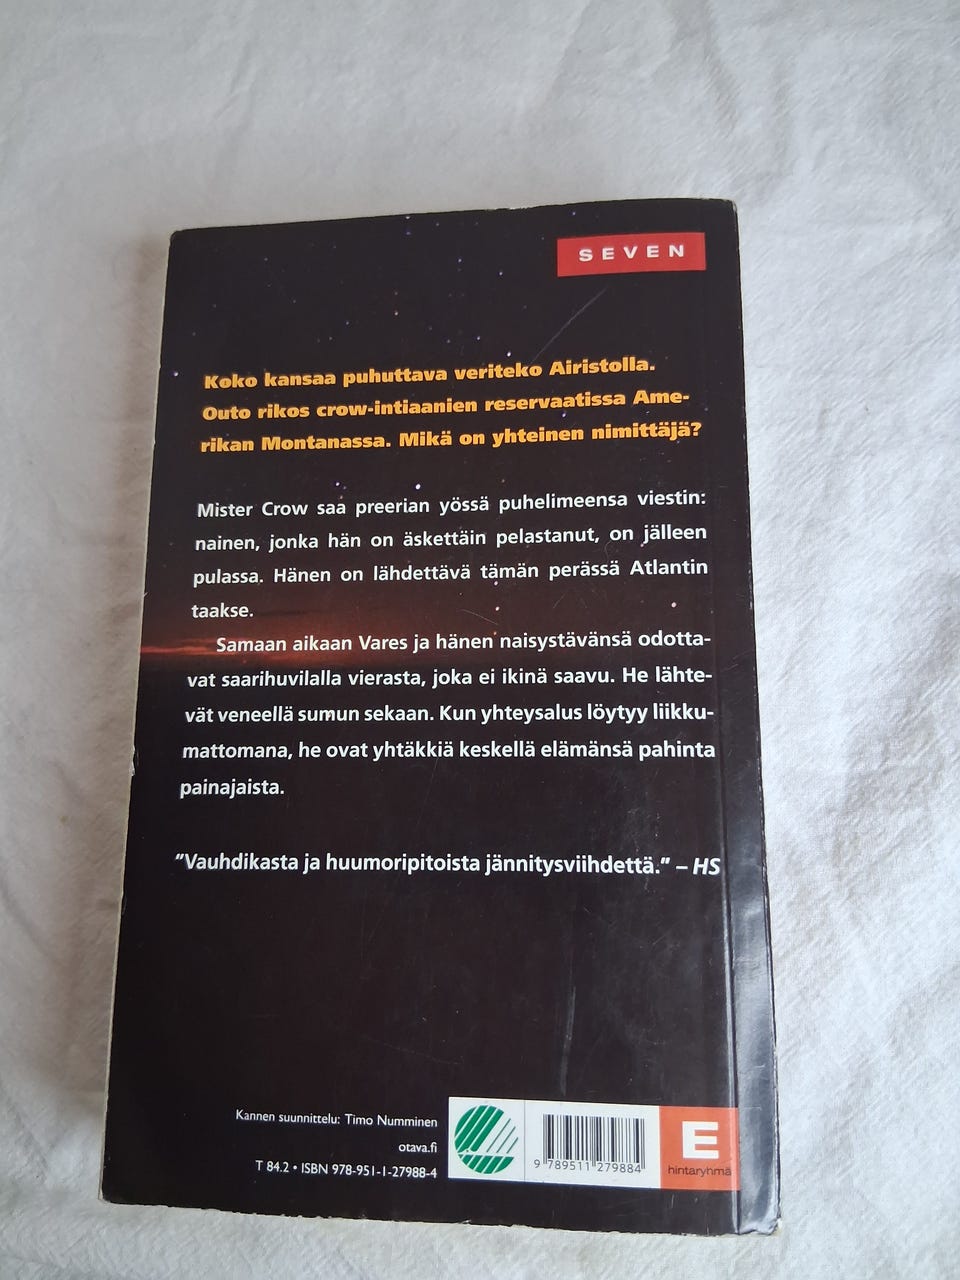 SEVEN
Koko kansaa puhuttava veriteko Airistolla.
Outo rikos crow-intiaanien reservaatissa Ame-
rikan Montanassa. Mikä on yhteinen nimittäjä?
Mister Crow saa preerian yössä puhelimeensa viestin:
nainen, jonka hän on äskettäin pelastanut, on jälleen
pulassa. Hänen on lähdettävä tämän perässä Atlantin
taakse.
Samaan aikaan Vares ja hänen naisystävänsä odotta-
vat saarihuvilalla vierasta, joka ei ikinä saavu. He lähte-
vät veneellä sumun sekaan. Kun yhteysalus löytyy liikku-
mattomana, he ovat yhtäkkiä keskellä elämänsä pahinta
painajaista.
”Vauhdikasta ja huumoripitoista jännitysviihdettä.” – HS
Kannen suunnittelu: Timo Numminen
otava.fi
T 84.2 • ISBN 978-951-1-27988-4
9 789511 279884
E
hintaryhmä